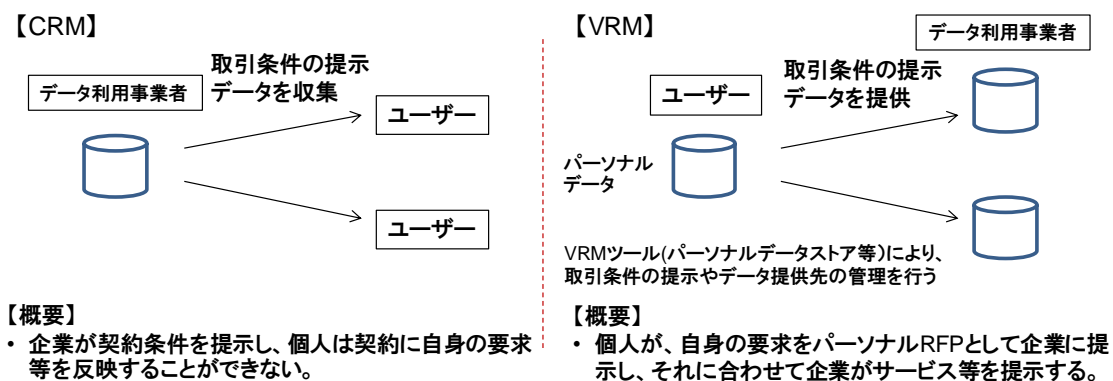 【CRM】
取引条件の提示
データ利用事業者
データを収集
ユーザー
ユーザー
【概要】
• 企業が契約条件を提示し、個人は契約に自身の要求
等を反映することができない。
【VRM】
データ利用事業者
取引条件の提示
ユーザー
データを提供
パーソナル
データ
VRMツール(パーソナルデータストア等)により、
取引条件の提示やデータ提供先の管理を行う
【概要】
• 個人が、自身の要求をパーソナルRFPとして企業に提
示し、それに合わせて企業がサービス等を提示する。